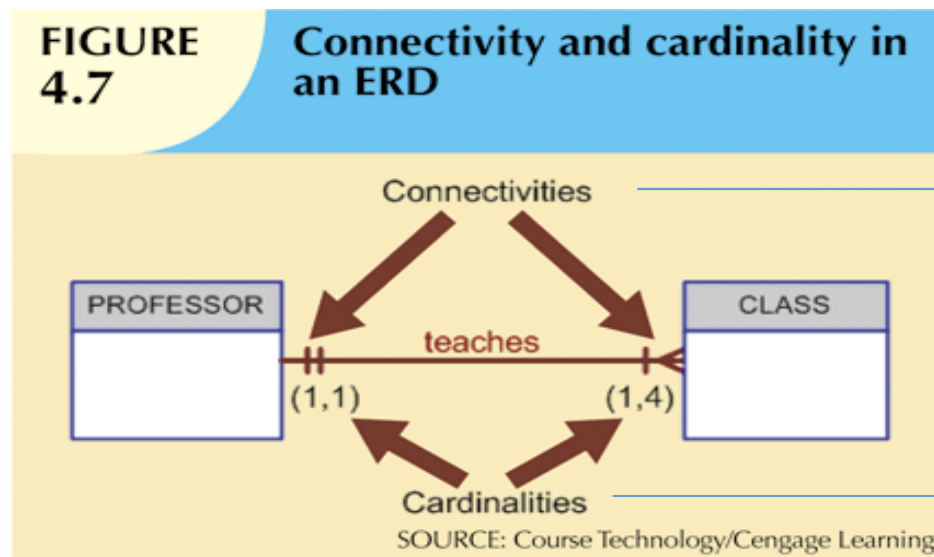 FIGURE
4.7
Connectivity and cardinality in
an ERD
Connectivities
PROFESSOR
teaches
CLASS
(1,1)
(1,4)
Cardinalities
SOURCE: Course Technology/Cengage Learning